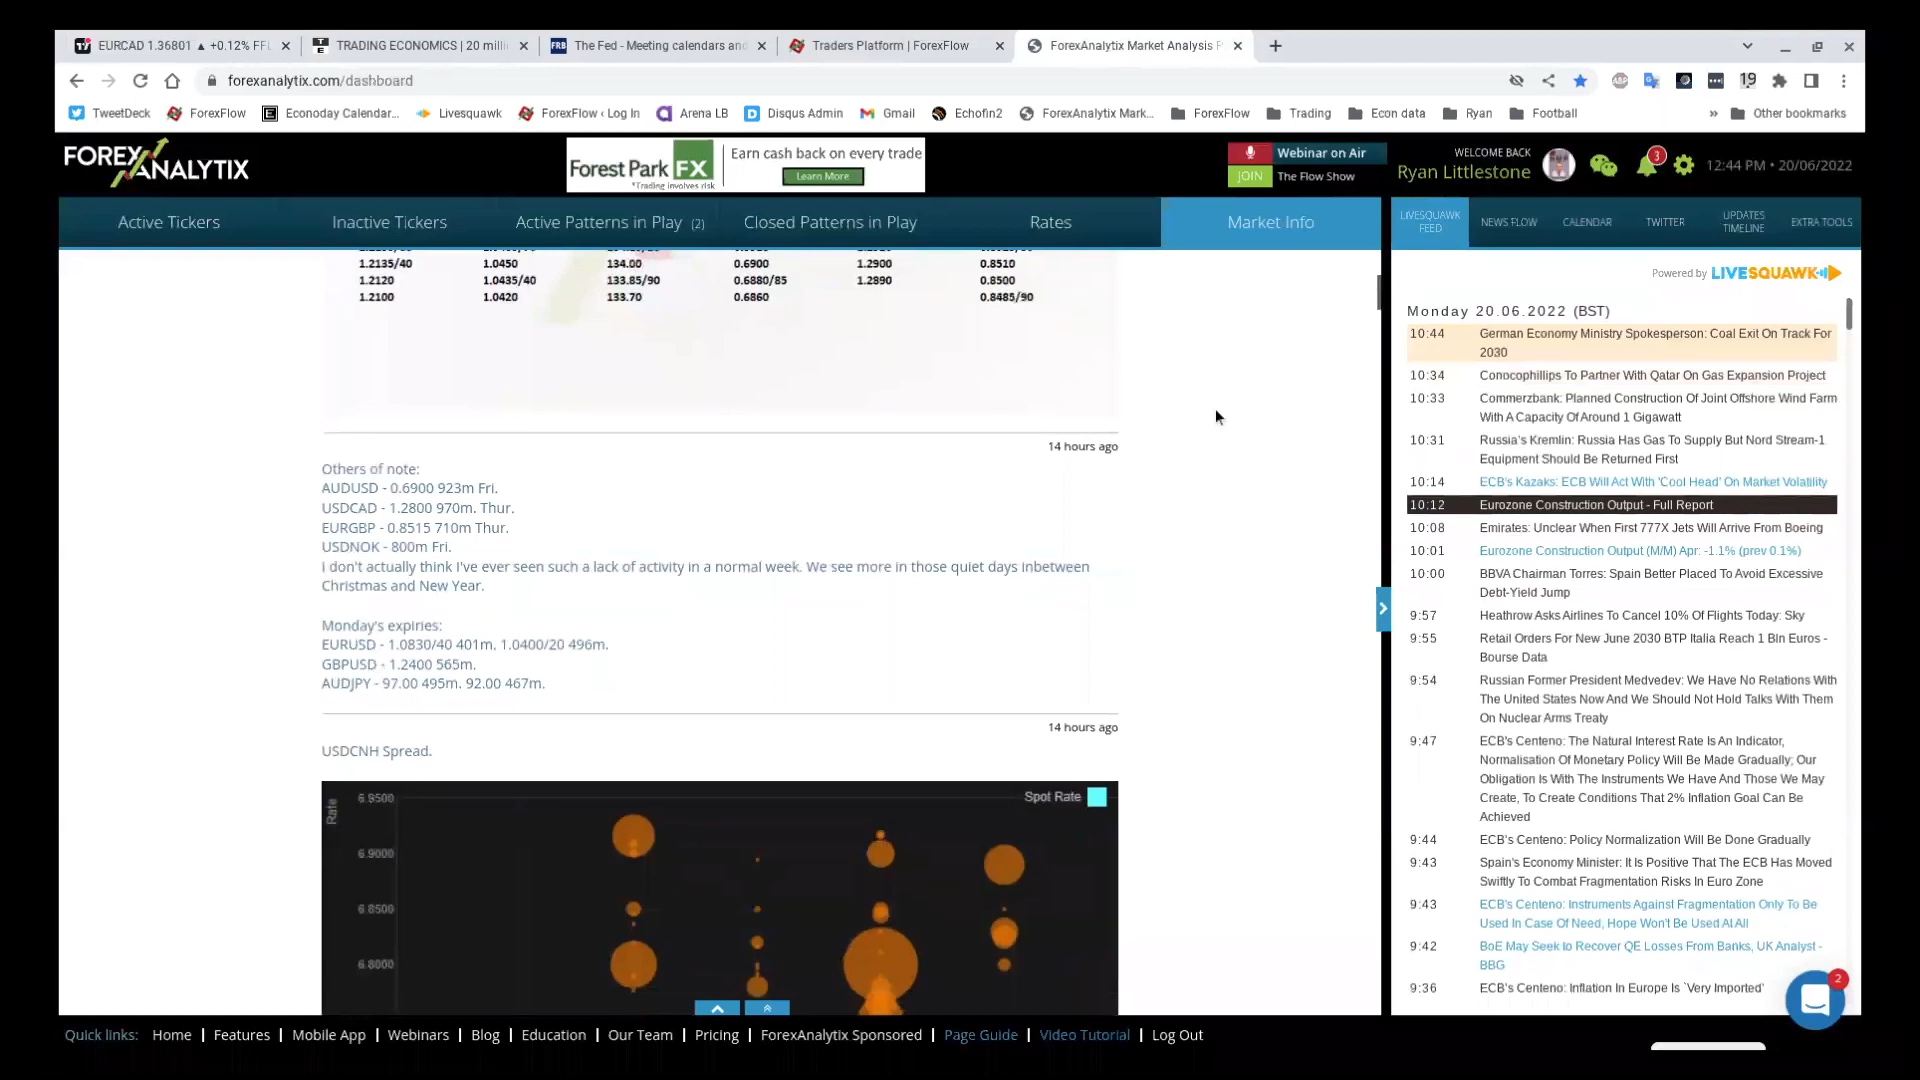 EURCAD 1.36801 ▲ +0.12% FFL
TRADING ECONOMICS | 20 milli
FRB The Fed - Meeting calendars and
Traders Platform | ForexFlow
ForexAnalytix Market Analysis P
forexanalytix.com/dashboard
ABP
19
TweetDeck
ForexFlow
Econoday Calendar...
Livesquawk
ForexFlow ‹ Log In
Arena LB
Disqus Admin
Gmail
Echofin2
ForexAnalytix Mark...
ForexFlow
Trading
Econ data
Ryan
Football
»
Other bookmarks
FOREX
ANALYTIX
Forest Park FX
*Trading involves risk
Earn cash back on every trade
Learn More
Webinar on Air
JOIN The Flow Show
WELCOME BACK
Ryan Littlestone
3
12:44 PM • 20/06/2022
Active Tickers
Inactive Tickers
Active Patterns in Play (2)
Closed Patterns in Play
Rates
Market Info
LIVESQUAWK FEED
NEWS FLOW
CALENDAR
TWITTER
UPDATES TIMELINE
EXTRA TOOLS
1.2135/40 1.0450 134.00 0.6900 1.2900 0.8510
1.2120 1.0435/40 133.85/90 0.6880/85 1.2890 0.8500
1.2100 1.0420 133.70 0.6860 0.8485/90
14 hours ago
Others of note:
AUDUSD - 0.6900 923m Fri.
USDCAD - 1.2800 970m. Thur.
EURGBP - 0.8515 710m Thur.
USDNOK - 800m Fri.
I don't actually think I've ever seen such a lack of activity in a normal week. We see more in those quiet days inbetween
Christmas and New Year.
Monday's expiries:
EURUSD - 1.0830/40 401m. 1.0400/20 496m.
GBPUSD - 1.2400 565m.
AUDJPY - 97.00 495m. 92.00 467m.
14 hours ago
USDCNH Spread.
Rate
Spot Rate
6.9500
6.9000
6.8500
6.8000
Powered by LIVESQUAWK
Monday 20.06.2022 (BST)
10:44 German Economy Ministry Spokesperson: Coal Exit On Track For
2030
10:34 Conocophillips To Partner With Qatar On Gas Expansion Project
10:33 Commerzbank: Planned Construction Of Joint Offshore Wind Farm
With A Capacity Of Around 1 Gigawatt
10:31 Russia's Kremlin: Russia Has Gas To Supply But Nord Stream-1
Equipment Should Be Returned First
10:14 ECB's Kazaks: ECB Will Act With 'Cool Head' On Market Volatility
10:12 Eurozone Construction Output - Full Report
10:08 Emirates: Unclear When First 777X Jets Will Arrive From Boeing
10:01 Eurozone Construction Output (M/M) Apr: -1.1% (prev 0.1%)
10:00 BBVA Chairman Torres: Spain Better Placed To Avoid Excessive
Debt-Yield Jump
9:57 Heathrow Asks Airlines To Cancel 10% Of Flights Today: Sky
9:55 Retail Orders For New June 2030 BTP Italia Reach 1 Bln Euros -
Bourse Data
9:54 Russian Former President Medvedev: We Have No Relations With
The United States Now And We Should Not Hold Talks With Them
On Nuclear Arms Treaty
9:47 ECB's Centeno: The Natural Interest Rate Is An Indicator,
Normalisation Of Monetary Policy Will Be Made Gradually; Our
Obligation Is With The Instruments We Have And Those We May
Create, To Create Conditions That 2% Inflation Goal Can Be
Achieved
9:44 ECB's Centeno: Policy Normalization Will Be Done Gradually
9:43 Spain's Economy Minister: It Is Positive That The ECB Has Moved
Swiftly To Combat Fragmentation Risks In Euro Zone
9:43 ECB's Centeno: Instruments Against Fragmentation Only To Be
Used In Case Of Need, Hope Won't Be Used At All
9:42 BoE May Seek to Recover QE Losses From Banks, UK Analyst -
BBG
9:36 ECB's Centeno: Inflation In Europe Is `Very Imported'
2
Quick links: Home | Features | Mobile App | Webinars | Blog | Education | Our Team | Pricing | ForexAnalytix Sponsored | Page Guide | Video Tutorial | Log Out